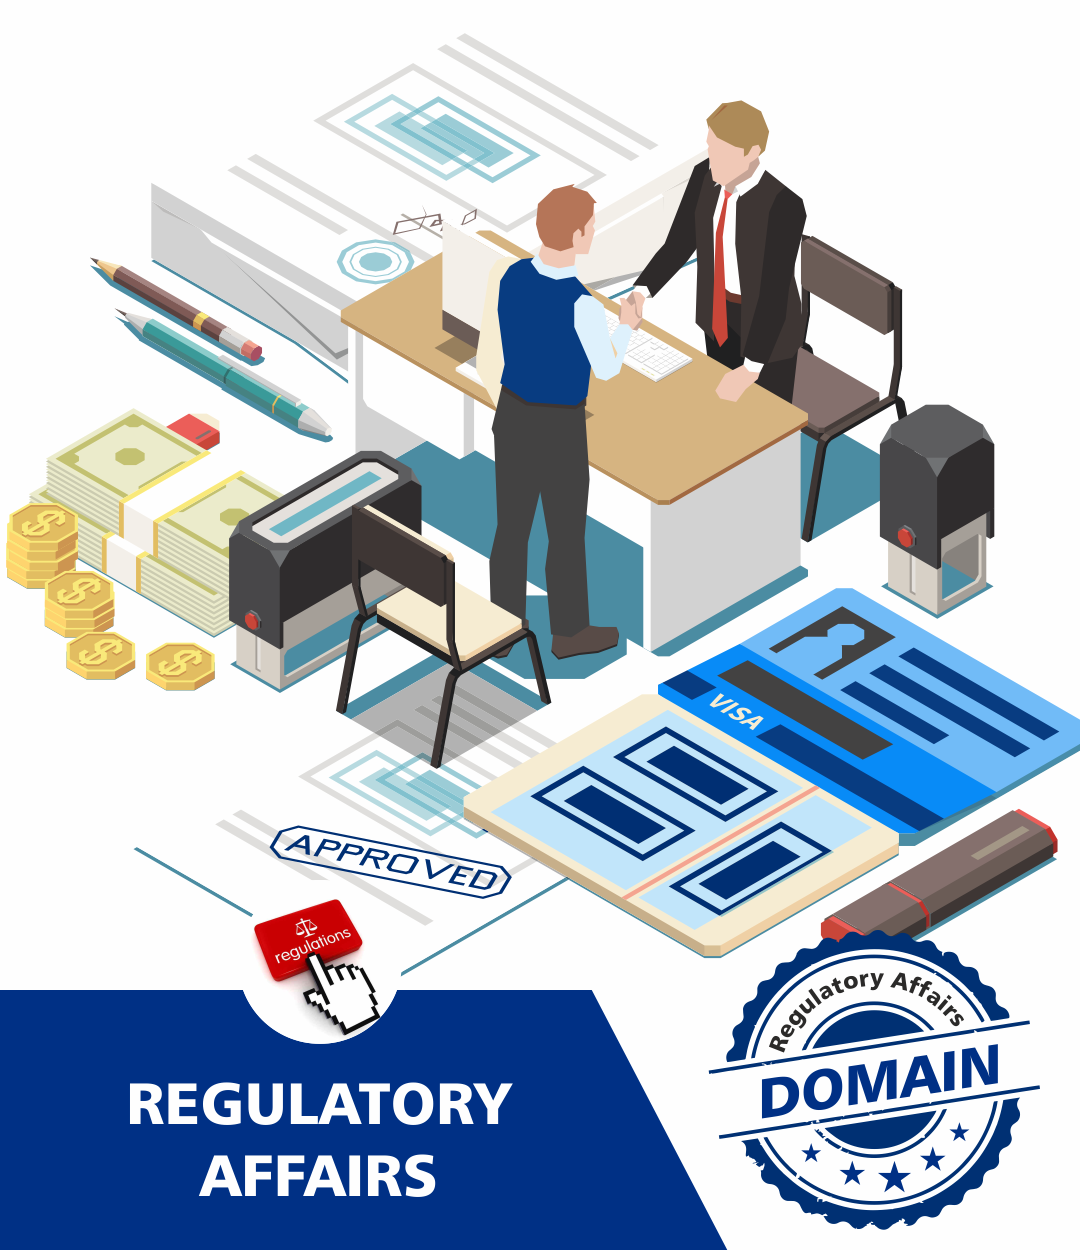 VISA
APPROVED
regulations
REGULATORY
AFFAIRS
Regulatory Affairs
DOMAIN